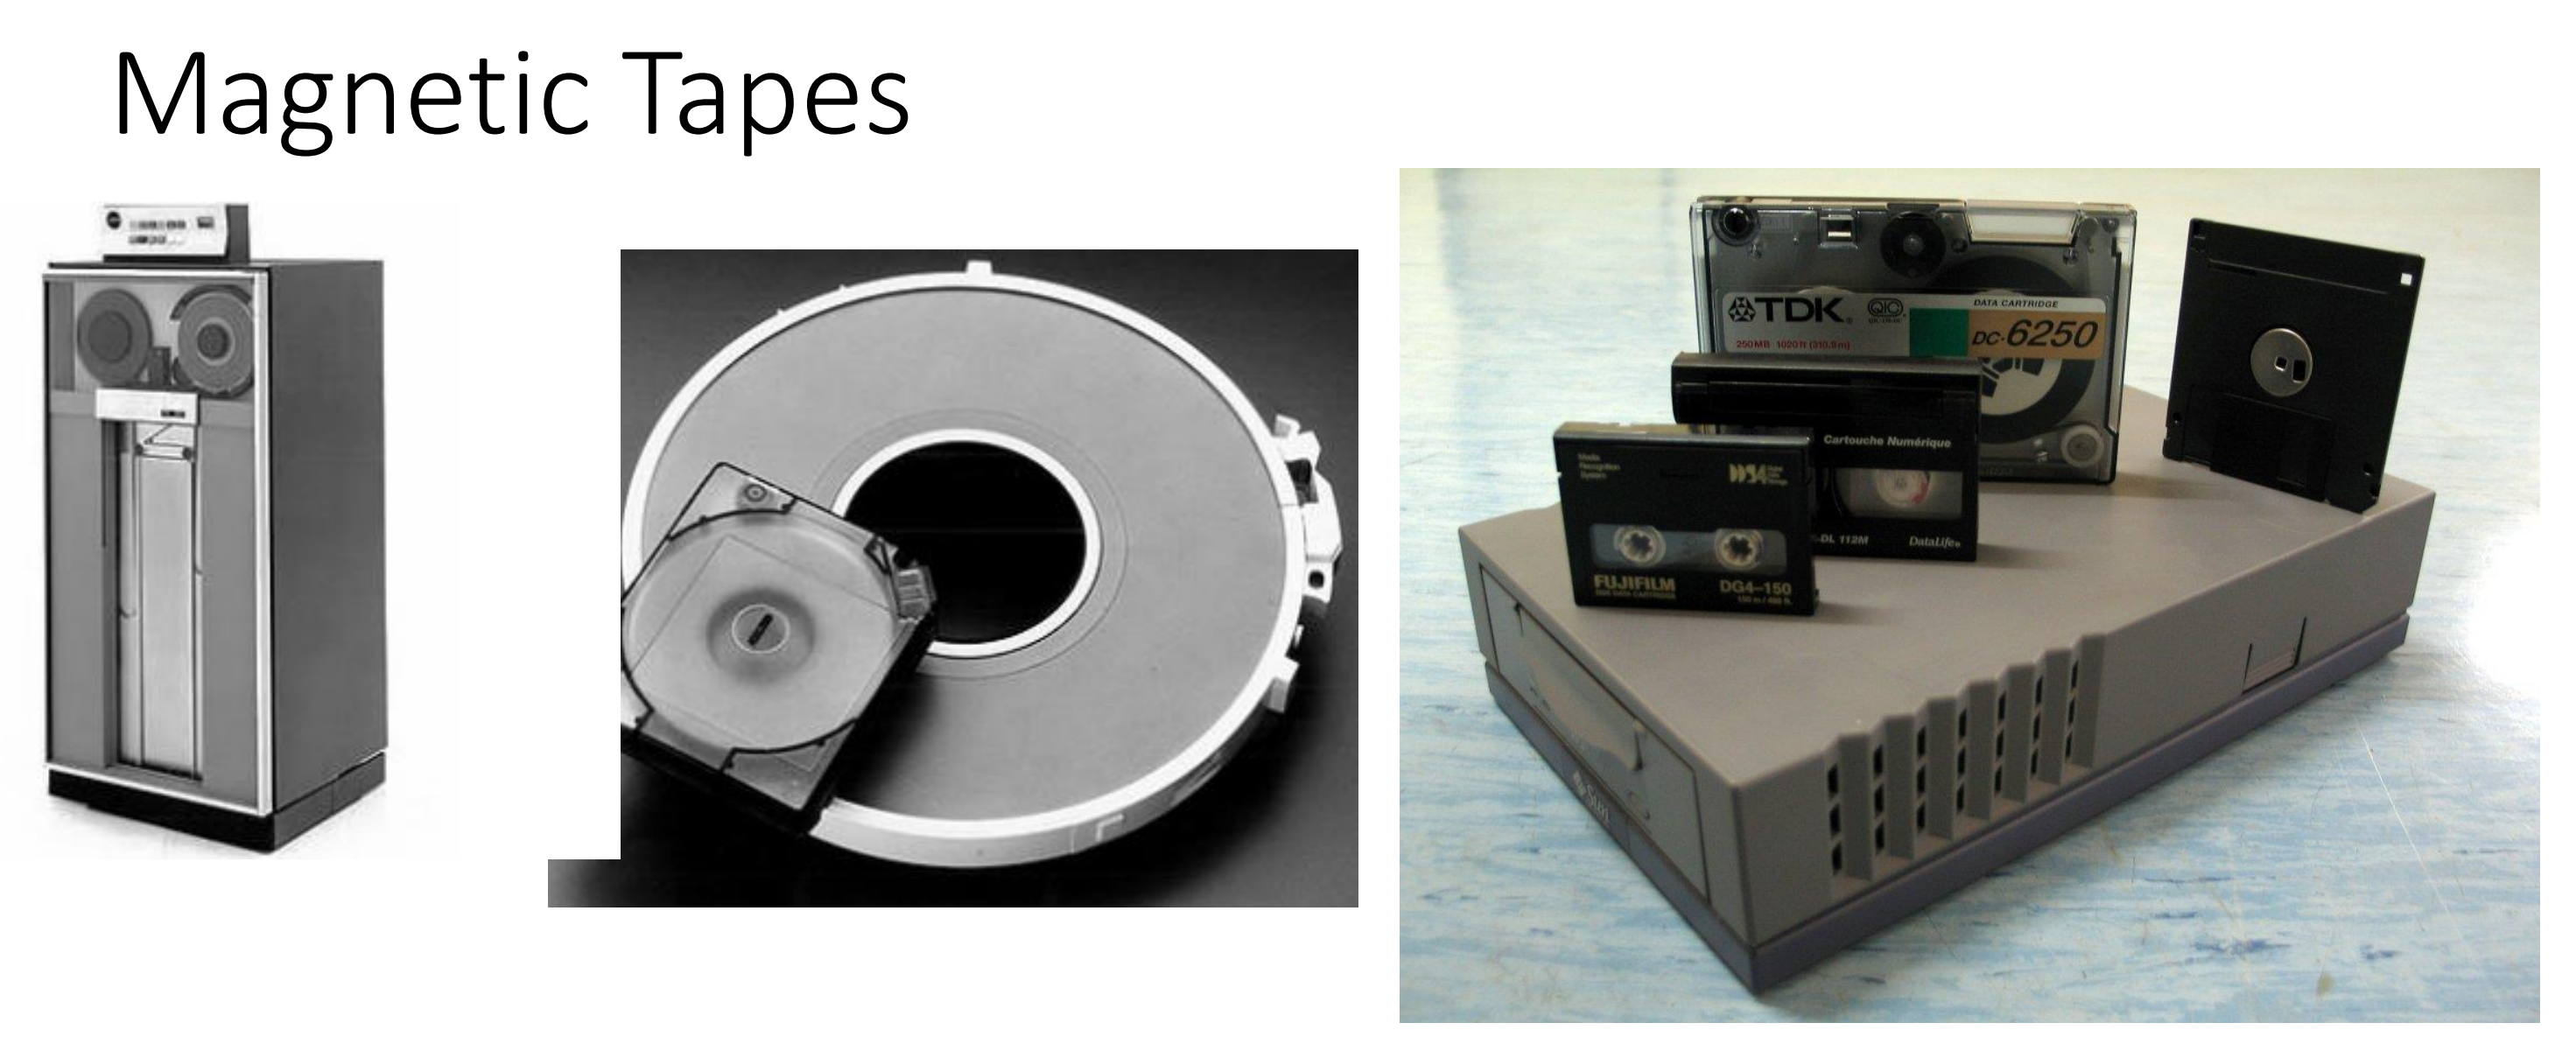 Magnetic Tapes
TDK
QIC
DATA CARTRIDGE
DC-6250
250MB 1020ft (310.9m)
Cartouche Numérique
DL 112M
DataLife
Media
Recognition
System
DDS4
FUJIFILM
DG4-150
Sun